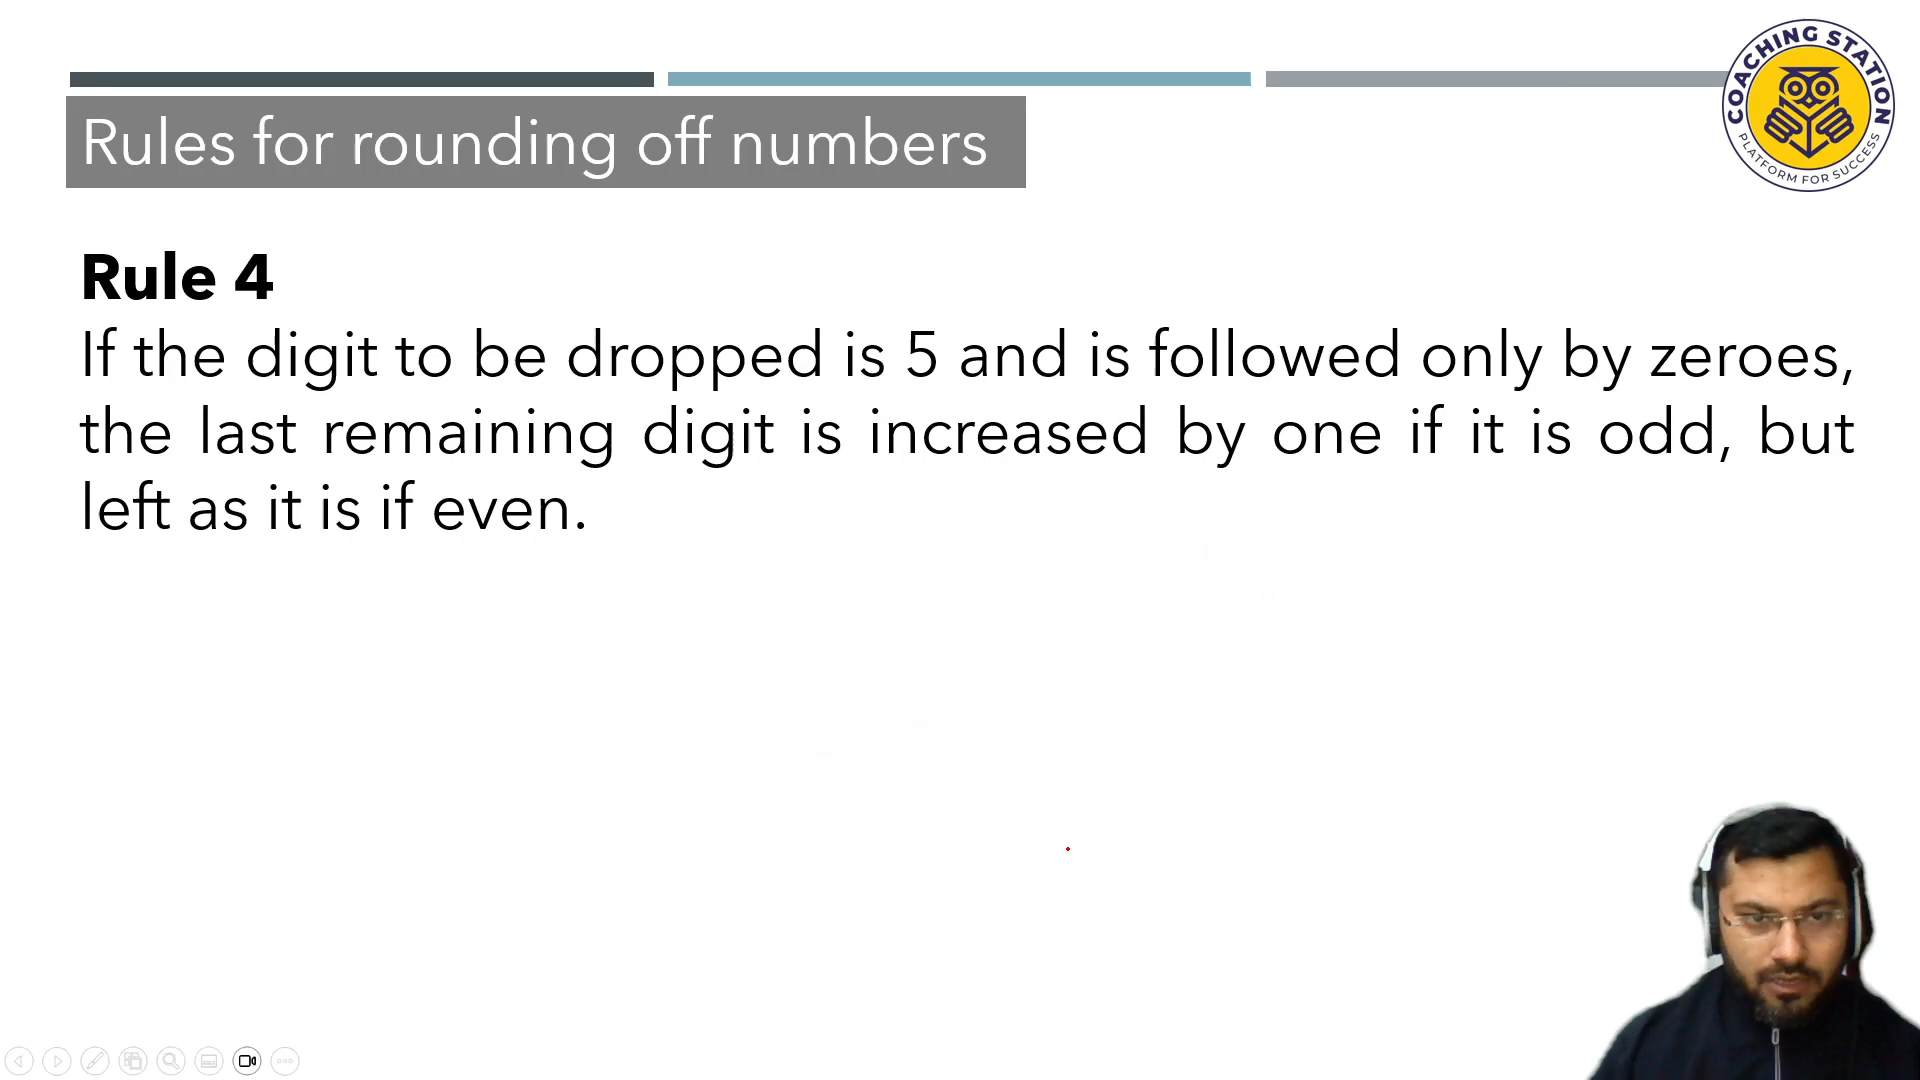 COACHING STATION
PLATFORM FOR SUCCESS
Rules for rounding off numbers
Rule 4
If the digit to be dropped is 5 and is followed only by zeroes,
the last remaining digit is increased by one if it is odd, but
left as it is if even.